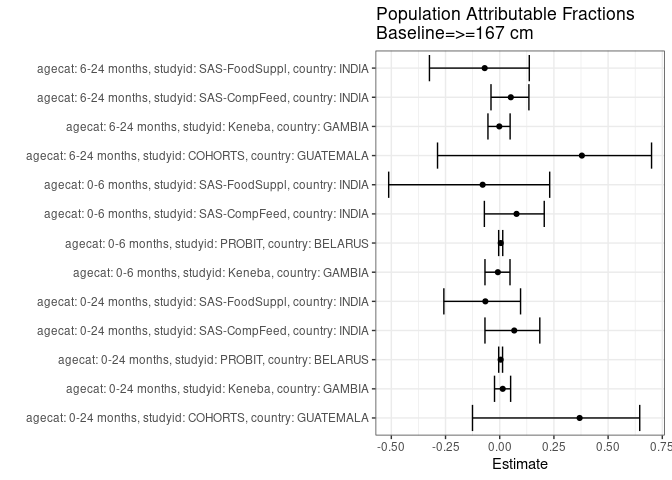 Population Attributable Fractions
Baseline=>=167 cm
agecat: 6-24 months, studyid: SAS-FoodSuppl, country: INDIA
agecat: 6-24 months, studyid: SAS-CompFeed, country: INDIA
agecat: 6-24 months, studyid: Keneba, country: GAMBIA
agecat: 6-24 months, studyid: COHORTS, country: GUATEMALA
agecat: 0-6 months, studyid: SAS-FoodSuppl, country: INDIA
agecat: 0-6 months, studyid: SAS-CompFeed, country: INDIA
agecat: 0-6 months, studyid: PROBIT, country: BELARUS
agecat: 0-6 months, studyid: Keneba, country: GAMBIA
agecat: 0-24 months, studyid: SAS-FoodSuppl, country: INDIA
agecat: 0-24 months, studyid: SAS-CompFeed, country: INDIA
agecat: 0-24 months, studyid: PROBIT, country: BELARUS
agecat: 0-24 months, studyid: Keneba, country: GAMBIA
agecat: 0-24 months, studyid: COHORTS, country: GUATEMALA
-0.50 -0.25 0.00 0.25 0.50 0.75
Estimate